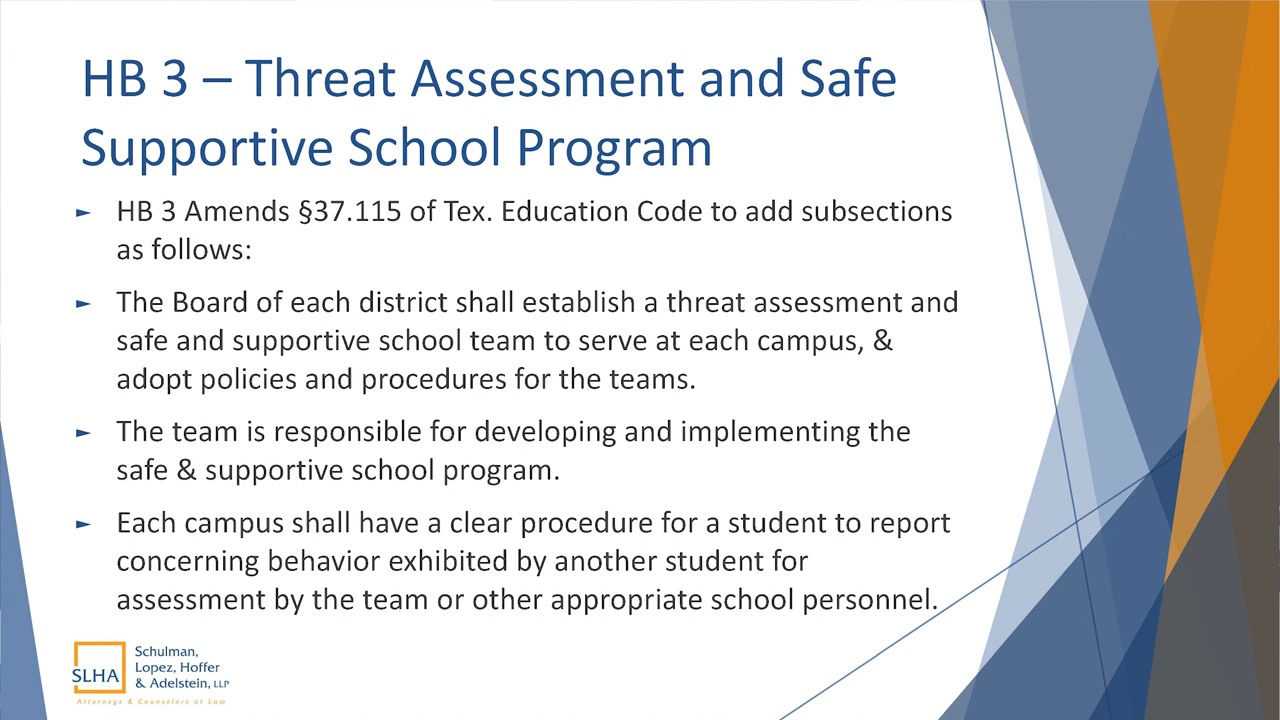 HB 3 – Threat Assessment and Safe
Supportive School Program
► HB 3 Amends §37.115 of Tex. Education Code to add subsections
as follows:
► The Board of each district shall establish a threat assessment and
safe and supportive school team to serve at each campus, &
adopt policies and procedures for the teams.
► The team is responsible for developing and implementing the
safe & supportive school program.
► Each campus shall have a clear procedure for a student to report
concerning behavior exhibited by another student for
assessment by the team or other appropriate school personnel.
SLHA
Schulman,
Lopez, Hoffer
& Adelstein, LLP
Attorneys & Counselors at Law